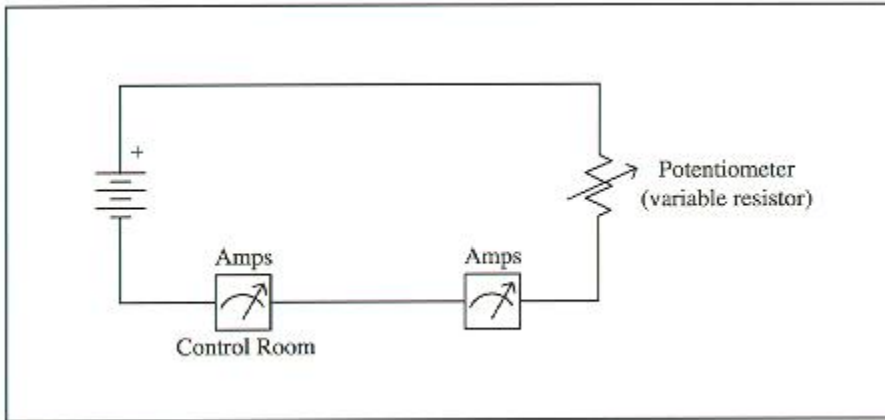 +
Potentiometer
(variable resistor)
Amps
Amps
Control Room